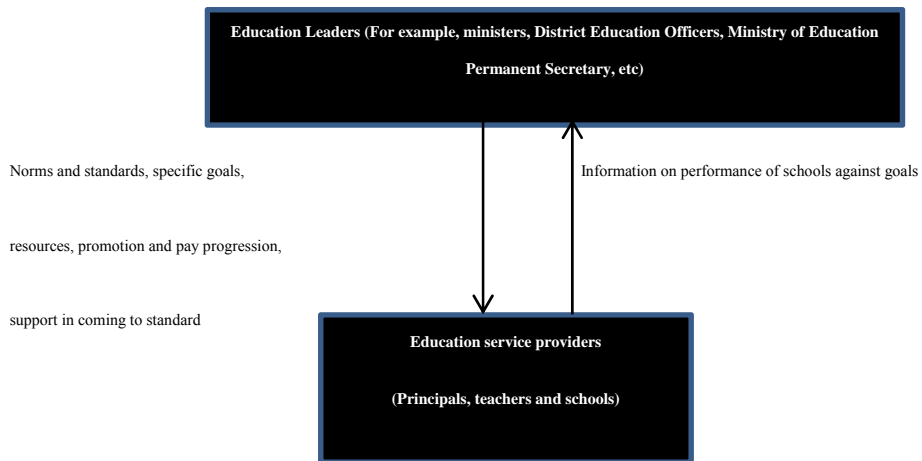 Education Leaders (For example, ministers, District Education Officers, Ministry of Education
Permanent Secretary, etc)
Norms and standards, specific goals,
resources, promotion and pay progression,
support in coming to standard
Information on performance of schools against goals
Education service providers
(Principals, teachers and schools)